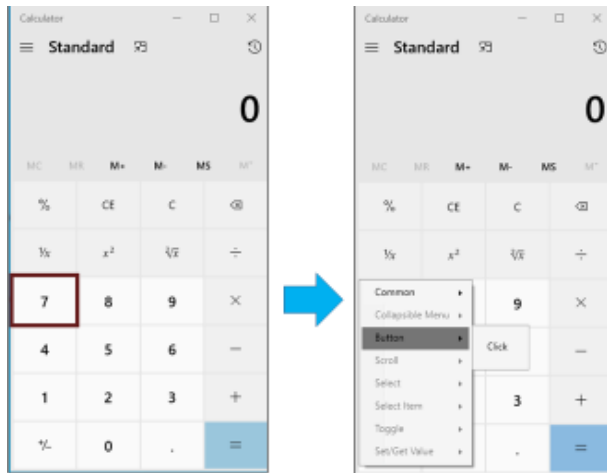 Calculator
Standard
0
MC MR M+ M- MS M˅
% CE C
¹/x x² ²√x ÷
7 8 9 ×
4 5 6 −
1 2 3 +
+/- 0 . =
Calculator
Standard
0
MC MR M+ M- MS M˅
% CE C
¹/x x² ²√x ÷
Common
Collapsible Menu
Button
Click
Scroll
Select
Select Item
Toggle
Set/Get Value
9 ×
−
3 +
. =